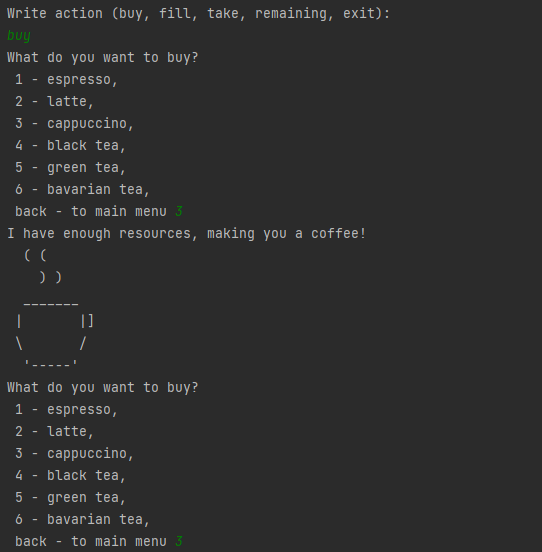 Write action (buy, fill, take, remaining, exit):
buy
What do you want to buy?
 1 - espresso,
 2 - latte,
 3 - cappuccino,
 4 - black tea,
 5 - green tea,
 6 - bavarian tea,
 back - to main menu 3
I have enough resources, making you a coffee!
  ( (
    ) )
  _______
 |       |]
 \       /
  '-----'
What do you want to buy?
 1 - espresso,
 2 - latte,
 3 - cappuccino,
 4 - black tea,
 5 - green tea,
 6 - bavarian tea,
 back - to main menu 3